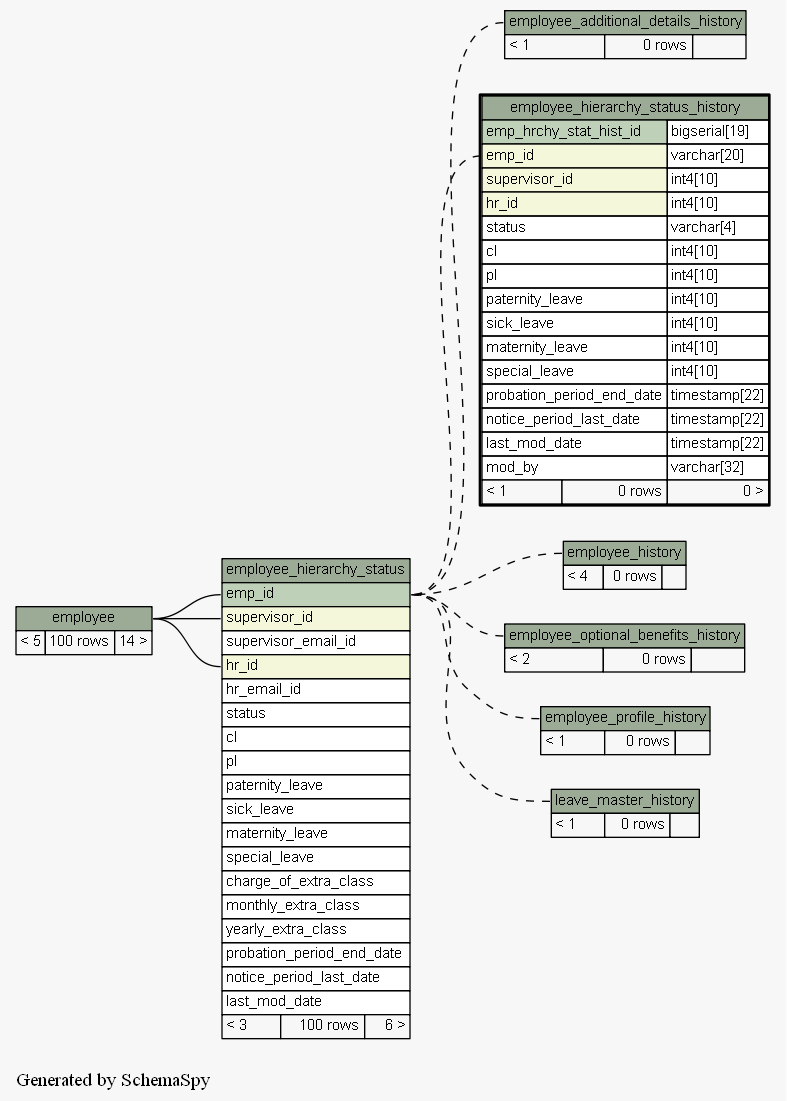 employee_additional_details_history
< 1 0 rows
employee_hierarchy_status_history
emp_hrchy_stat_hist_id bigserial[19]
emp_id varchar[20]
supervisor_id int4[10]
hr_id int4[10]
status varchar[4]
cl int4[10]
pl int4[10]
paternity_leave int4[10]
sick_leave int4[10]
maternity_leave int4[10]
special_leave int4[10]
probation_period_end_date timestamp[22]
notice_period_last_date timestamp[22]
last_mod_date timestamp[22]
mod_by varchar[32]
< 1 0 rows 0 >
employee_history
< 4 0 rows
employee_hierarchy_status
emp_id
supervisor_id
supervisor_email_id
hr_id
hr_email_id
status
cl
pl
paternity_leave
sick_leave
maternity_leave
special_leave
charge_of_extra_class
monthly_extra_class
yearly_extra_class
probation_period_end_date
notice_period_last_date
last_mod_date
< 3 100 rows 6 >
employee
< 5 100 rows 14 >
employee_optional_benefits_history
< 2 0 rows
employee_profile_history
< 1 0 rows
leave_master_history
< 1 0 rows
Generated by SchemaSpy